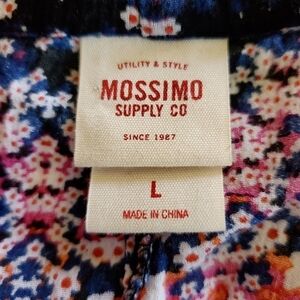 UTILITY & STYLE
MOSSIMO
SUPPLY CO
SINCE 1987
L
MADE IN CHINA